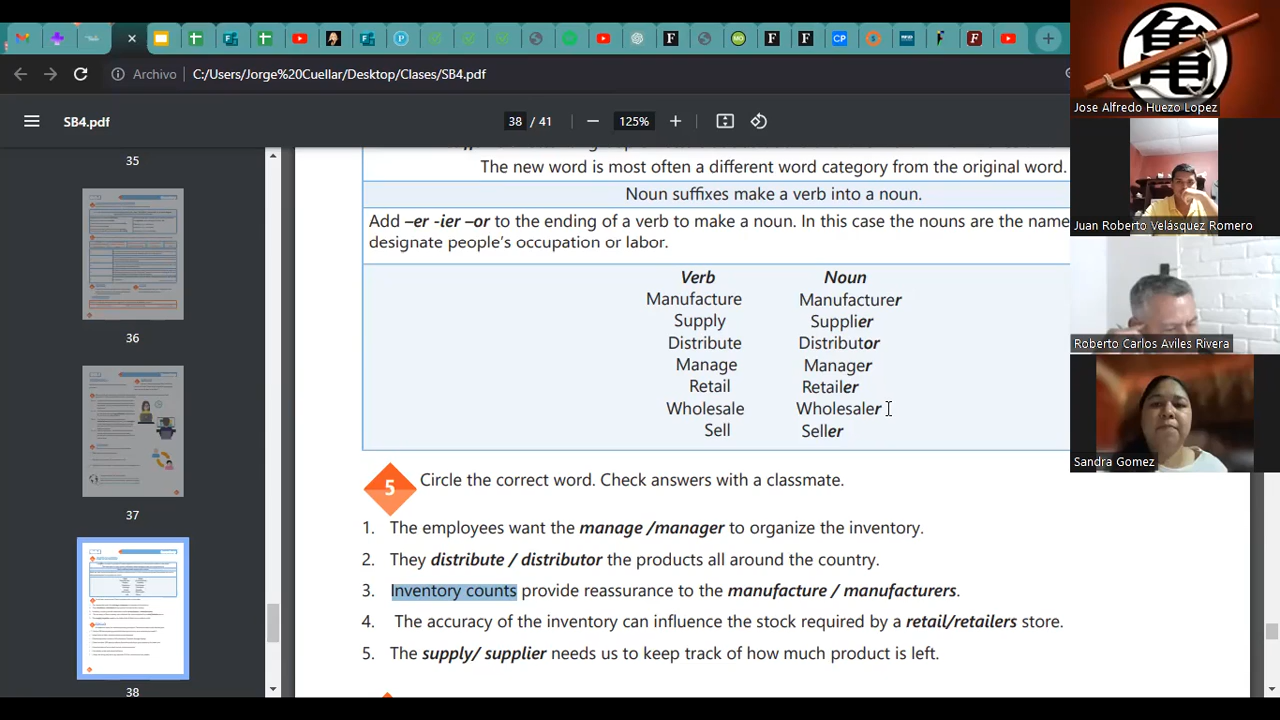 Archivo
C:/Users/Jorge%20Cuellar/Desktop/Clases/SB4.pdf
SB4.pdf
38 / 41
125%
35
36
37
38
The new word is most often a different word category from the original word.
Noun suffixes make a verb into a noun.
Add –er -ier –or to the ending of a verb to make a noun. In this case the nouns are the name
designate people's occupation or labor.
Verb Noun
Manufacture Manufacturer
Supply Supplier
Distribute Distributor
Manage Manager
Retail Retailer
Wholesale Wholesaler
Sell Seller
5 Circle the correct word. Check answers with a classmate.
1. The employees want the manage /manager to organize the inventory.
2. They distribute / distributor the products all around the country.
3. Inventory counts provide reassurance to the manufacture / manufacturers.
4. The accuracy of the inventory can influence the stock required by a retail/retailers store.
5. The supply/ supplier needs us to keep track of how much product is left.
亀
Jose Alfredo Huezo Lopez
Juan Roberto Velásquez Romero
Roberto Carlos Aviles Rivera
Sandra Gomez